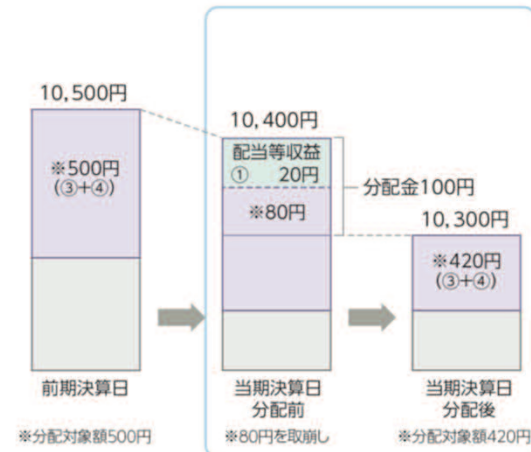 10,500円
※500円
(③+④)
前期決算日
※分配対象額500円
10,400円
配当等収益
① 20円
※80円
分配金100円
当期決算日
分配前
※80円を取崩し
10,300円
※420円
(③+④)
当期決算日
分配後
※分配対象額420円